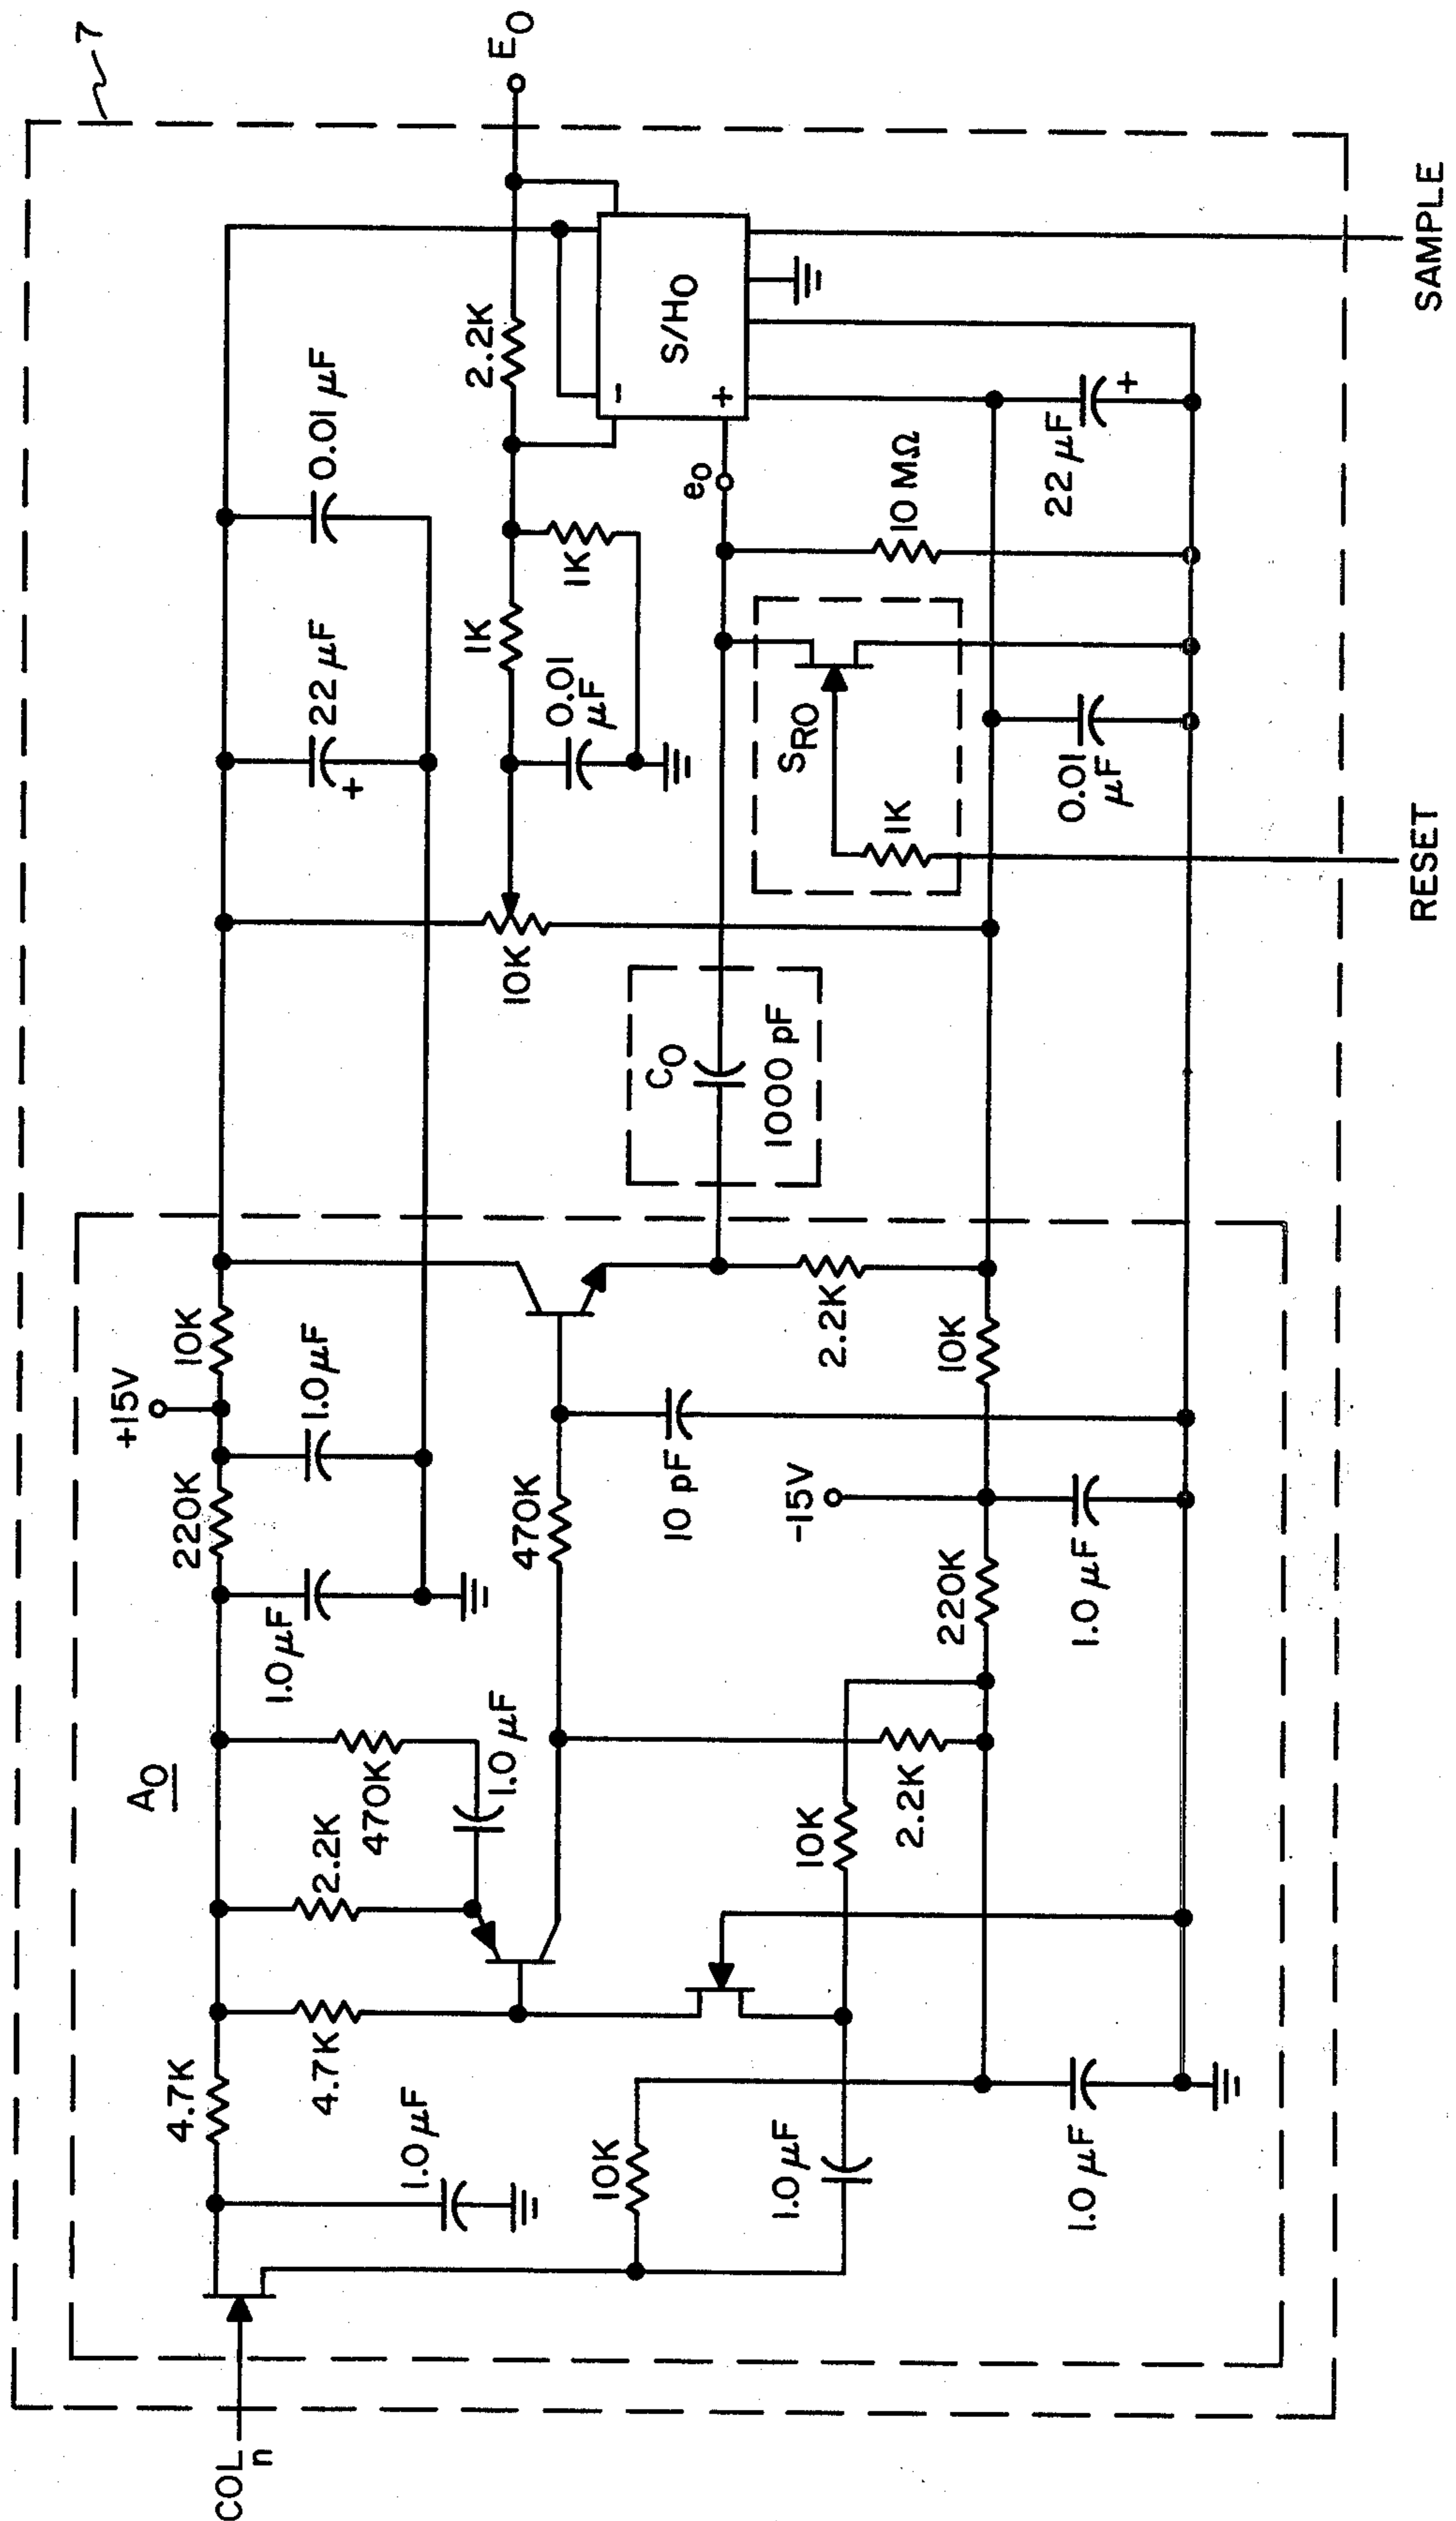 7
+15V
220K
10K
4.7K
1.0 μF
1.0 μF
22 μF
+
0.01 μF
A0
2.2K
470K
1.0 μF
4.7K
1.0 μF
470K
10K
1K
0.01 μF
1K
2.2K
E0
COLn
10K
1.0 μF
10K
2.2K
10 pF
2.2K
C0
1000 pF
SR0
1K
e0
-
+
S/H0
10 MΩ
-15V
220K
10K
1.0 μF
1.0 μF
0.01 μF
22 μF
+
RESET
SAMPLE